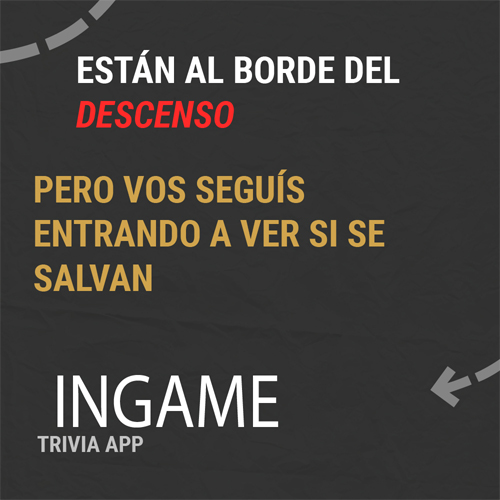 ESTÁN AL BORDE DEL
DESCENSO
PERO VOS SEGUÍS
ENTRANDO A VER SI SE
SALVAN
INGAME
TRIVIA APP